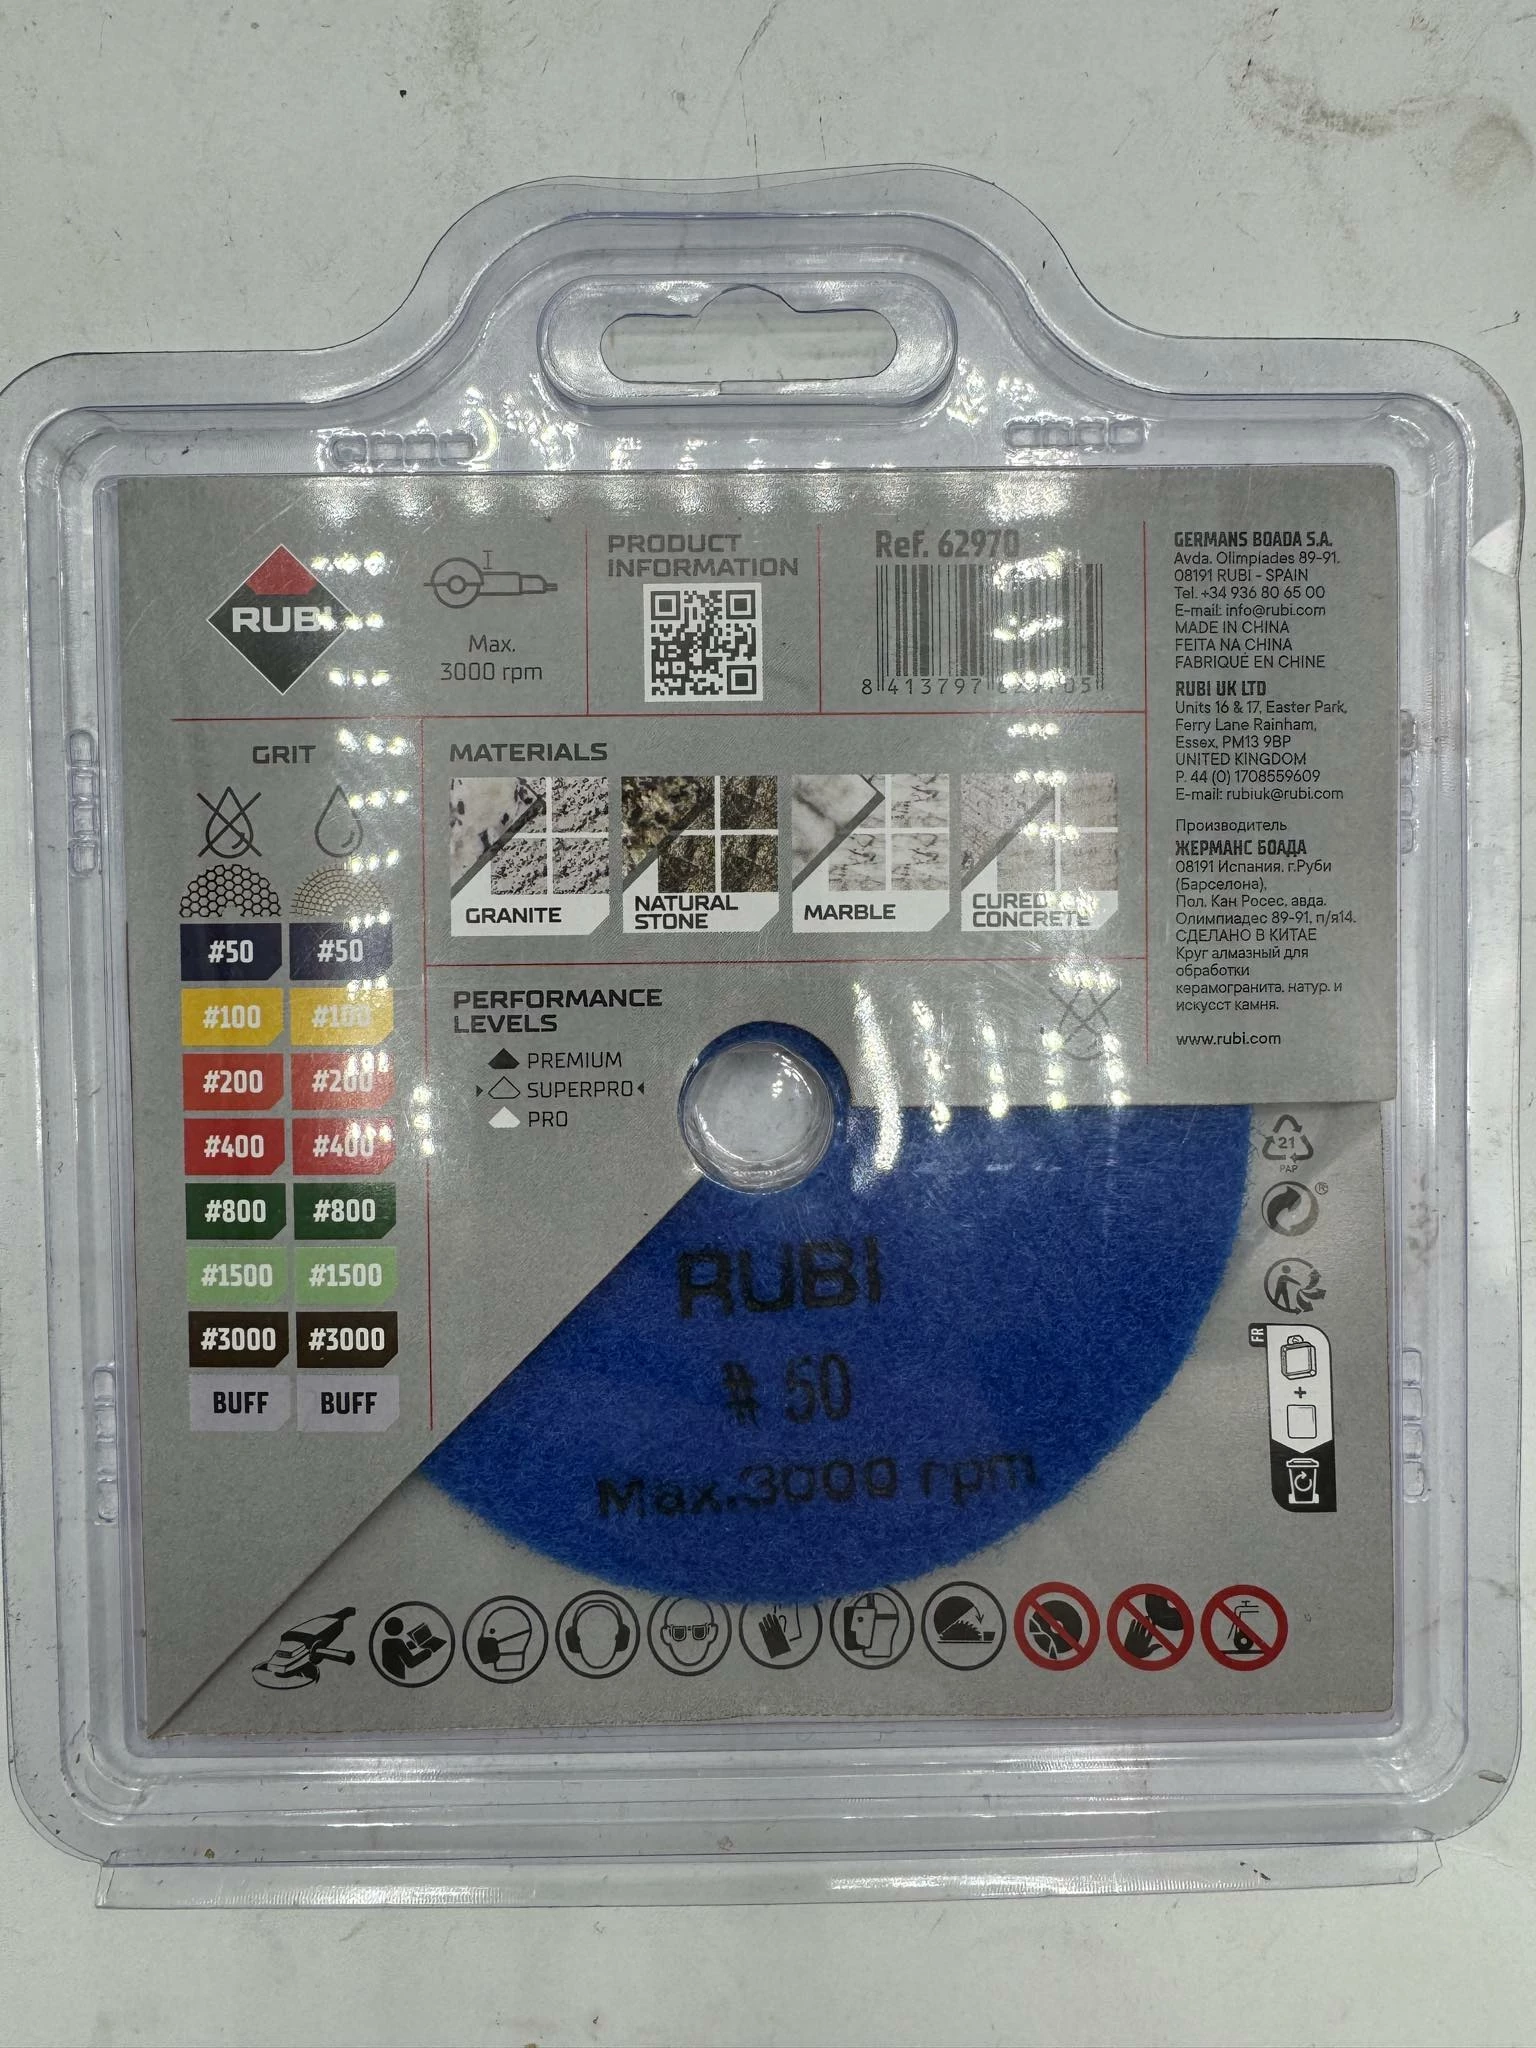 RUBI
Max.
3000 rpm
PRODUCT
INFORMATION
Ref. 62970
8 413797
GERMANS BOADA S.A.
Avda. Olimpiades 89-91.
08191 RUBI - SPAIN
Tel. +34 936 80 65 00
E-mail: info@rubi.com
MADE IN CHINA
FEITA NA CHINA
FABRIQUÉ EN CHINE
RUBI UK LTD
Units 16 & 17, Easter Park,
Ferry Lane Rainham,
Essex, PM13 9BP
UNITED KINGDOM
P. 44 (0) 1708559609
E-mail: rubiuk@rubi.com
Производитель
ЖЕРМАНС БОАДА
08191 Испания. г.Руби
(Барселона),
Пол. Кан Росес, авда.
Олимпиадес 89-91, п/я14.
СДЕЛАНО В КИТАЕ
Круг алмазный для
обработки
керамогранита, натур. и
искусст камня.
www.rubi.com
GRIT
#50 #50
#100 #100
#200 #200
#400 #400
#800 #800
#1500 #1500
#3000 #3000
BUFF BUFF
MATERIALS
GRANITE
NATURAL
STONE
MARBLE
CURED
CONCRETE
PERFORMANCE
LEVELS
PREMIUM
SUPERPRO
PRO
RUBI
# 50
Max.3000 rpm
21
PAP
®
FR
+